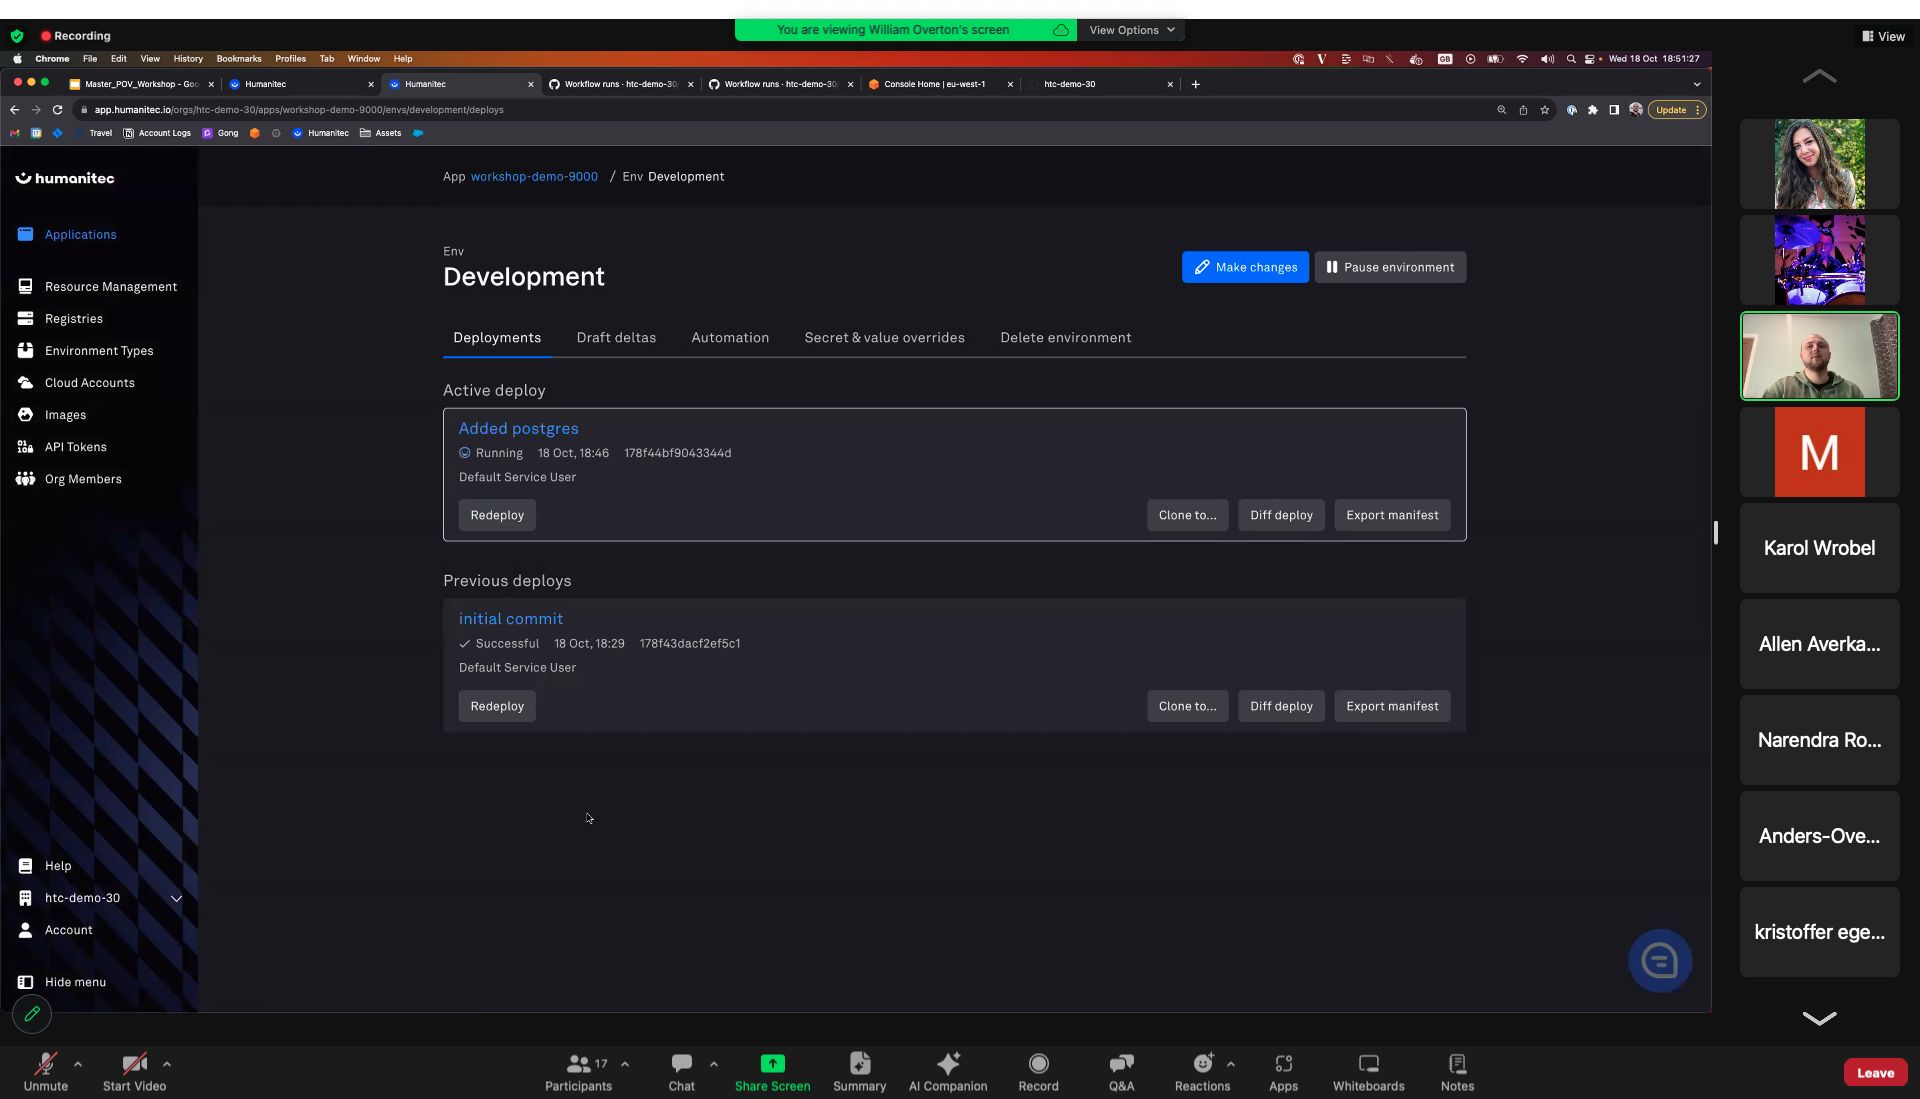 You are viewing William Overton's screen
View Options
Recording
View
Chrome File Edit View History Bookmarks Profiles Tab Window Help
GB
Wed 18 Oct 18:51:27
Master_POV_Workshop - Goo
Humanitec
Humanitec
Workflow runs · htc-demo-30
Workflow runs · htc-demo-30/
Console Home | eu-west-1
htc-demo-30
app.humanitec.io/orgs/htc-demo-30/apps/workshop-demo-9000/envs/development/deploys
Update
Travel
Account Logs
Gong
Humanitec
Assets
humanitec
App workshop-demo-9000 / Env Development
Applications
Resource Management
Registries
Environment Types
Cloud Accounts
Images
API Tokens
Org Members
Help
htc-demo-30
Account
Hide menu
Env
Development
Make changes
Pause environment
Deployments
Draft deltas
Automation
Secret & value overrides
Delete environment
Active deploy
Added postgres
Running 18 Oct, 18:46 178f44bf9043344d
Default Service User
Redeploy
Clone to...
Diff deploy
Export manifest
Previous deploys
initial commit
Successful 18 Oct, 18:29 178f43dacf2ef5c1
Default Service User
Redeploy
Clone to...
Diff deploy
Export manifest
M
Karol Wrobel
Allen Averka...
Narendra Ro...
Anders-Ove...
kristoffer ege...
Unmute
Start Video
17
Participants
Chat
Share Screen
Summary
AI Companion
Record
Q&A
Reactions
Apps
Whiteboards
Notes
Leave